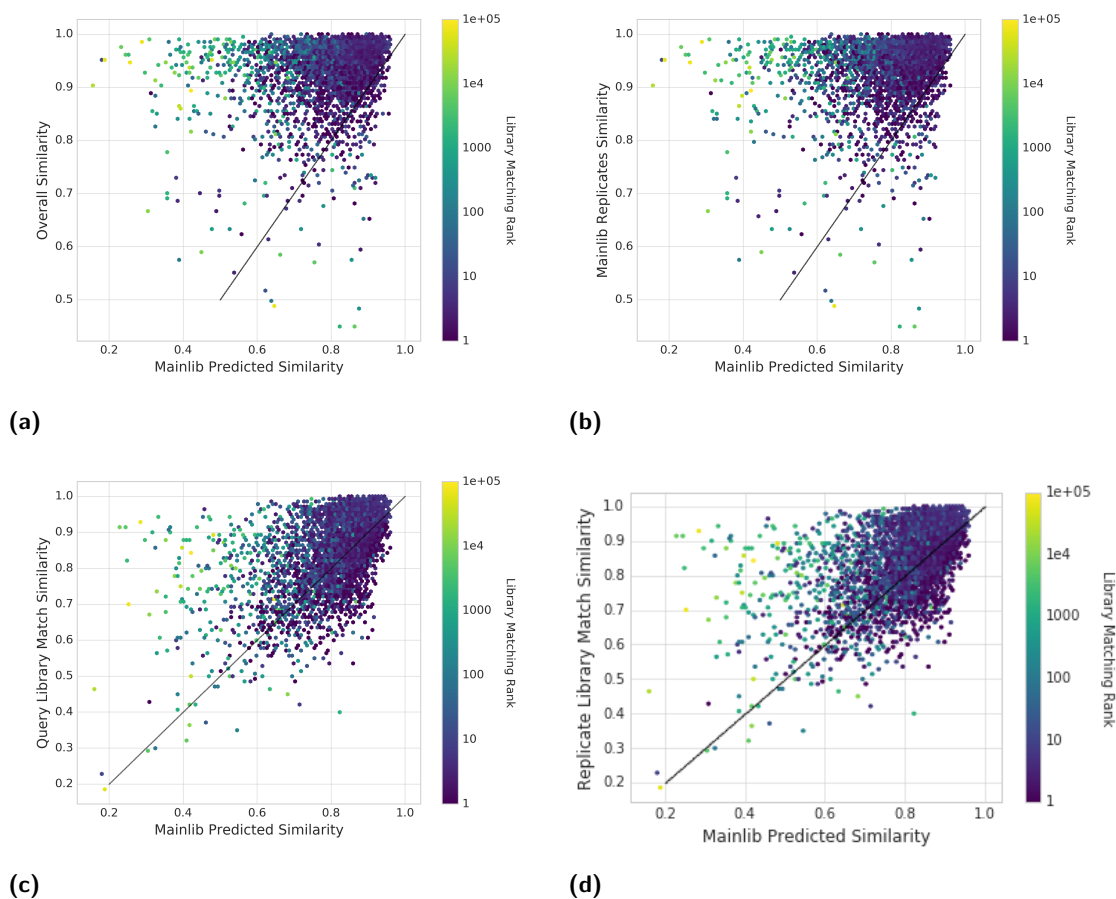 1.0
0.9
0.8
0.7
0.6
0.5
Overall Similarity
0.2 0.4 0.6 0.8 1.0
Mainlib Predicted Similarity
1e+05
1e4
1000
100
10
1
Library Matching Rank
(a)
1.0
0.9
0.8
0.7
0.6
0.5
Mainlib Replicates Similarity
0.2 0.4 0.6 0.8 1.0
Mainlib Predicted Similarity
1e+05
1e4
1000
100
10
1
Library Matching Rank
(b)
1.0
0.9
0.8
0.7
0.6
0.5
0.4
0.3
0.2
Query Library Match Similarity
0.2 0.4 0.6 0.8 1.0
Mainlib Predicted Similarity
1e+05
1e4
1000
100
10
1
Library Matching Rank
(c)
1.0
0.9
0.8
0.7
0.6
0.5
0.4
0.3
0.2
Replicate Library Match Similarity
0.2 0.4 0.6 0.8 1.0
Mainlib Predicted Similarity
1e+05
1e4
1000
100
10
1
Library Matching Rank
(d)